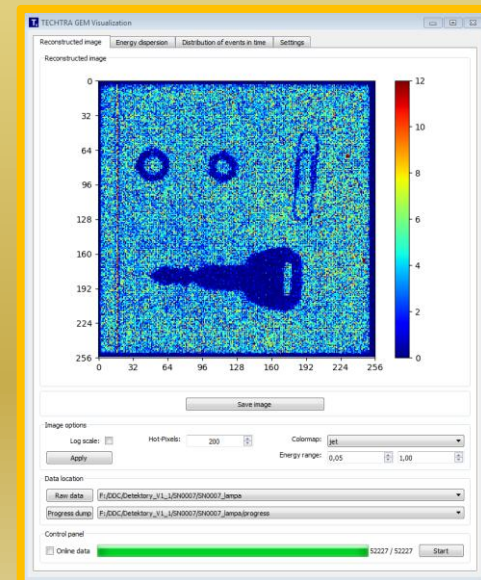 TECHTRA GEM Visualization
Reconstructed image Energy dispersion Distribution of events in time Settings
Reconstructed image
0
32
64
96
128
160
192
224
256
0 32 64 96 128 160 192 224 256
12
10
8
6
4
2
0
Save image
Image options
Log scale: Hot-Pixels: 200 Colormap: jet
Apply Energy range: 0,05 1,00
Data location
Raw data F:/DDC/Detektory_V1_1/SN0007/SN0007_lampa
Progress dump F:/DDC/Detektory_V1_1/SN0007/SN0007_lampa/progress
Control panel
Online data 52227 / 52227 Start